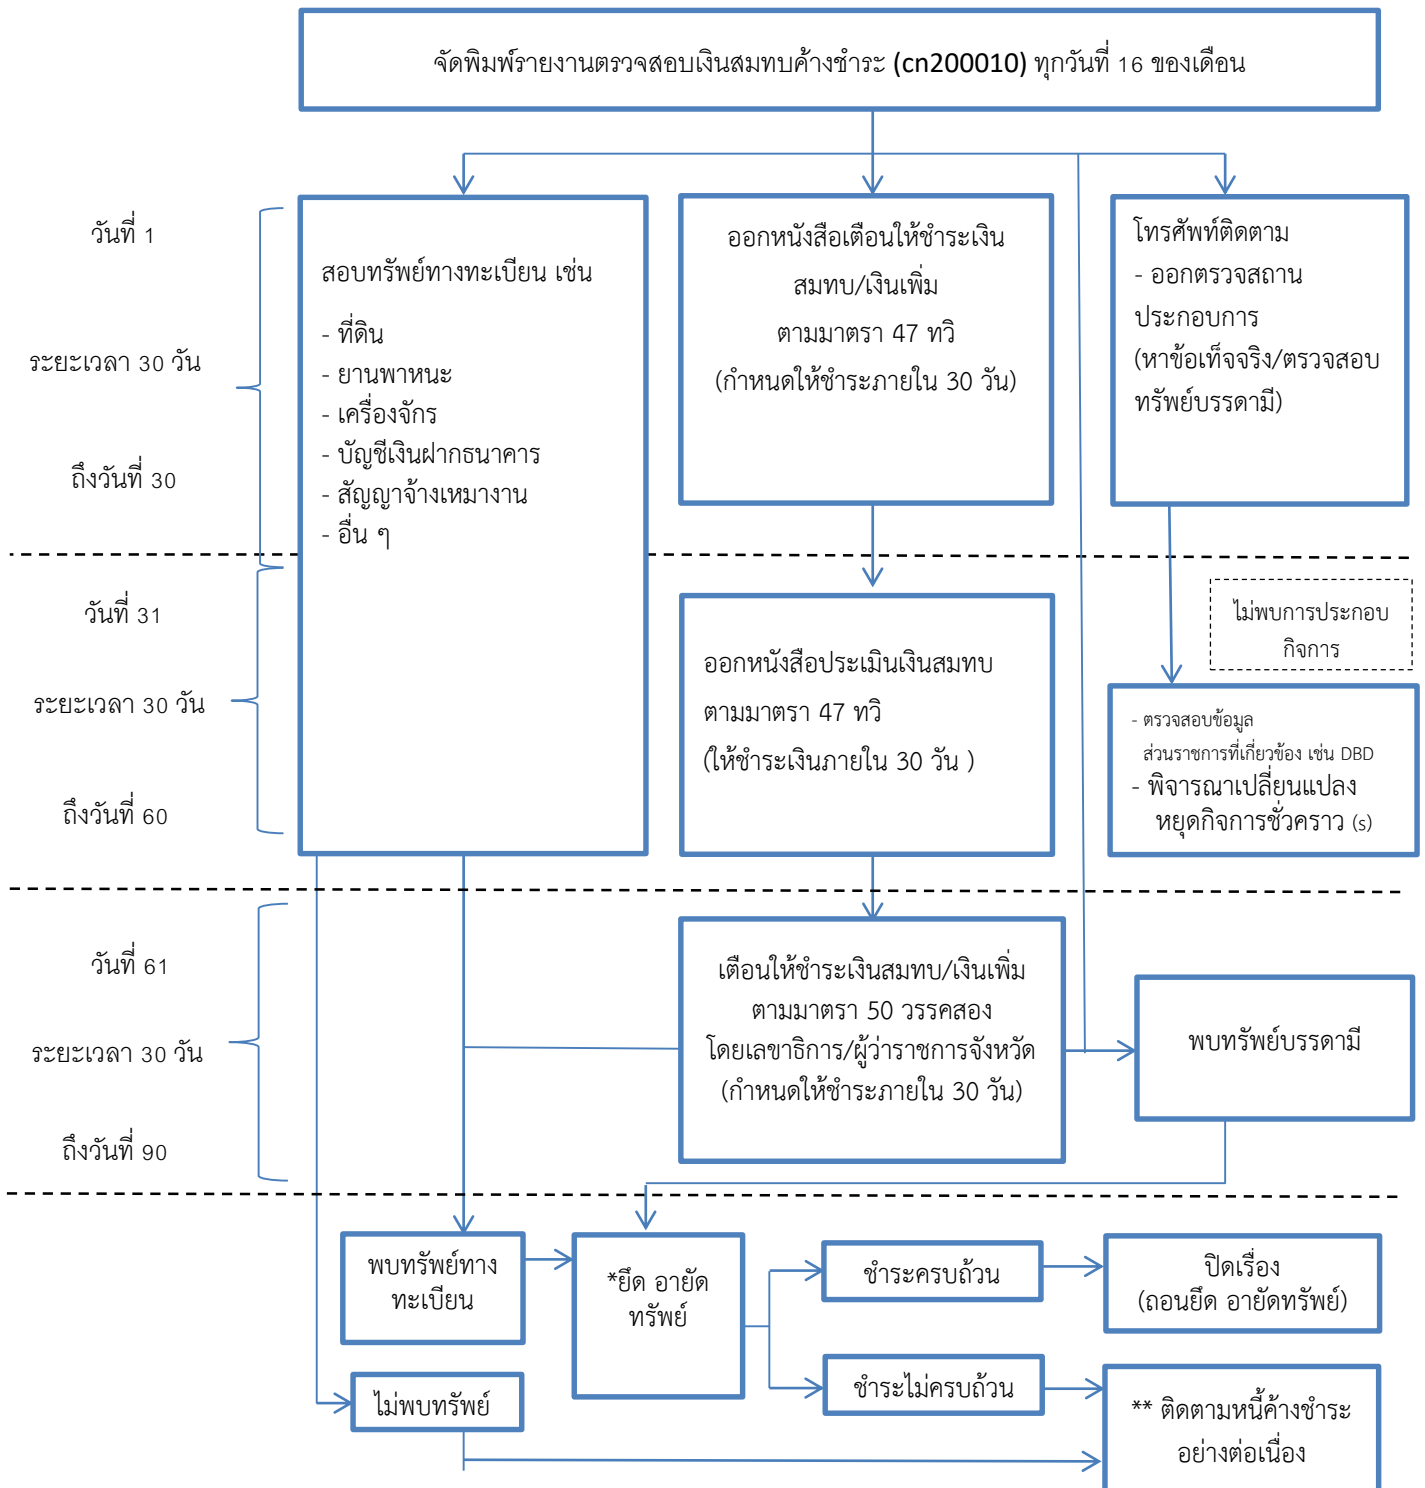 จัดพิมพ์รายงานตรวจสอบเงินสมทบค้างชำระ (cn200010) ทุกวันที่ 16 ของเดือน
วันที่ 1
ระยะเวลา 30 วัน
ถึงวันที่ 30
สอบทรัพย์ทางทะเบียน เช่น
- ที่ดิน
- ยานพาหนะ
- เครื่องจักร
- บัญชีเงินฝากธนาคาร
- สัญญาจ้างเหมางาน
- อื่น ๆ
ออกหนังสือเตือนให้ชำระเงิน
สมทบ/เงินเพิ่ม
ตามมาตรา 47 ทวิ
(กำหนดให้ชำระภายใน 30 วัน)
โทรศัพท์ติดตาม
- ออกตรวจสถาน
ประกอบการ
(หาข้อเท็จจริง/ตรวจสอบ
ทรัพย์บรรดามี)
วันที่ 31
ระยะเวลา 30 วัน
ถึงวันที่ 60
ออกหนังสือประเมินเงินสมทบ
ตามมาตรา 47 ทวิ
(ให้ชำระเงินภายใน 30 วัน )
ไม่พบการประกอบ
กิจการ
- ตรวจสอบข้อมูล
ส่วนราชการที่เกี่ยวข้อง เช่น DBD
- พิจารณาเปลี่ยนแปลง
หยุดกิจการชั่วคราว (s)
วันที่ 61
ระยะเวลา 30 วัน
ถึงวันที่ 90
เตือนให้ชำระเงินสมทบ/เงินเพิ่ม
ตามมาตรา 50 วรรคสอง
โดยเลขาธิการ/ผู้ว่าราชการจังหวัด
(กำหนดให้ชำระภายใน 30 วัน)
พบทรัพย์บรรดามี
พบทรัพย์ทาง
ทะเบียน
*ยึด อายัด
ทรัพย์
ชำระครบถ้วน
ปิดเรื่อง
(ถอนยึด อายัดทรัพย์)
ไม่พบทรัพย์
ชำระไม่ครบถ้วน
** ติดตามหนี้ค้างชำระ
อย่างต่อเนื่อง